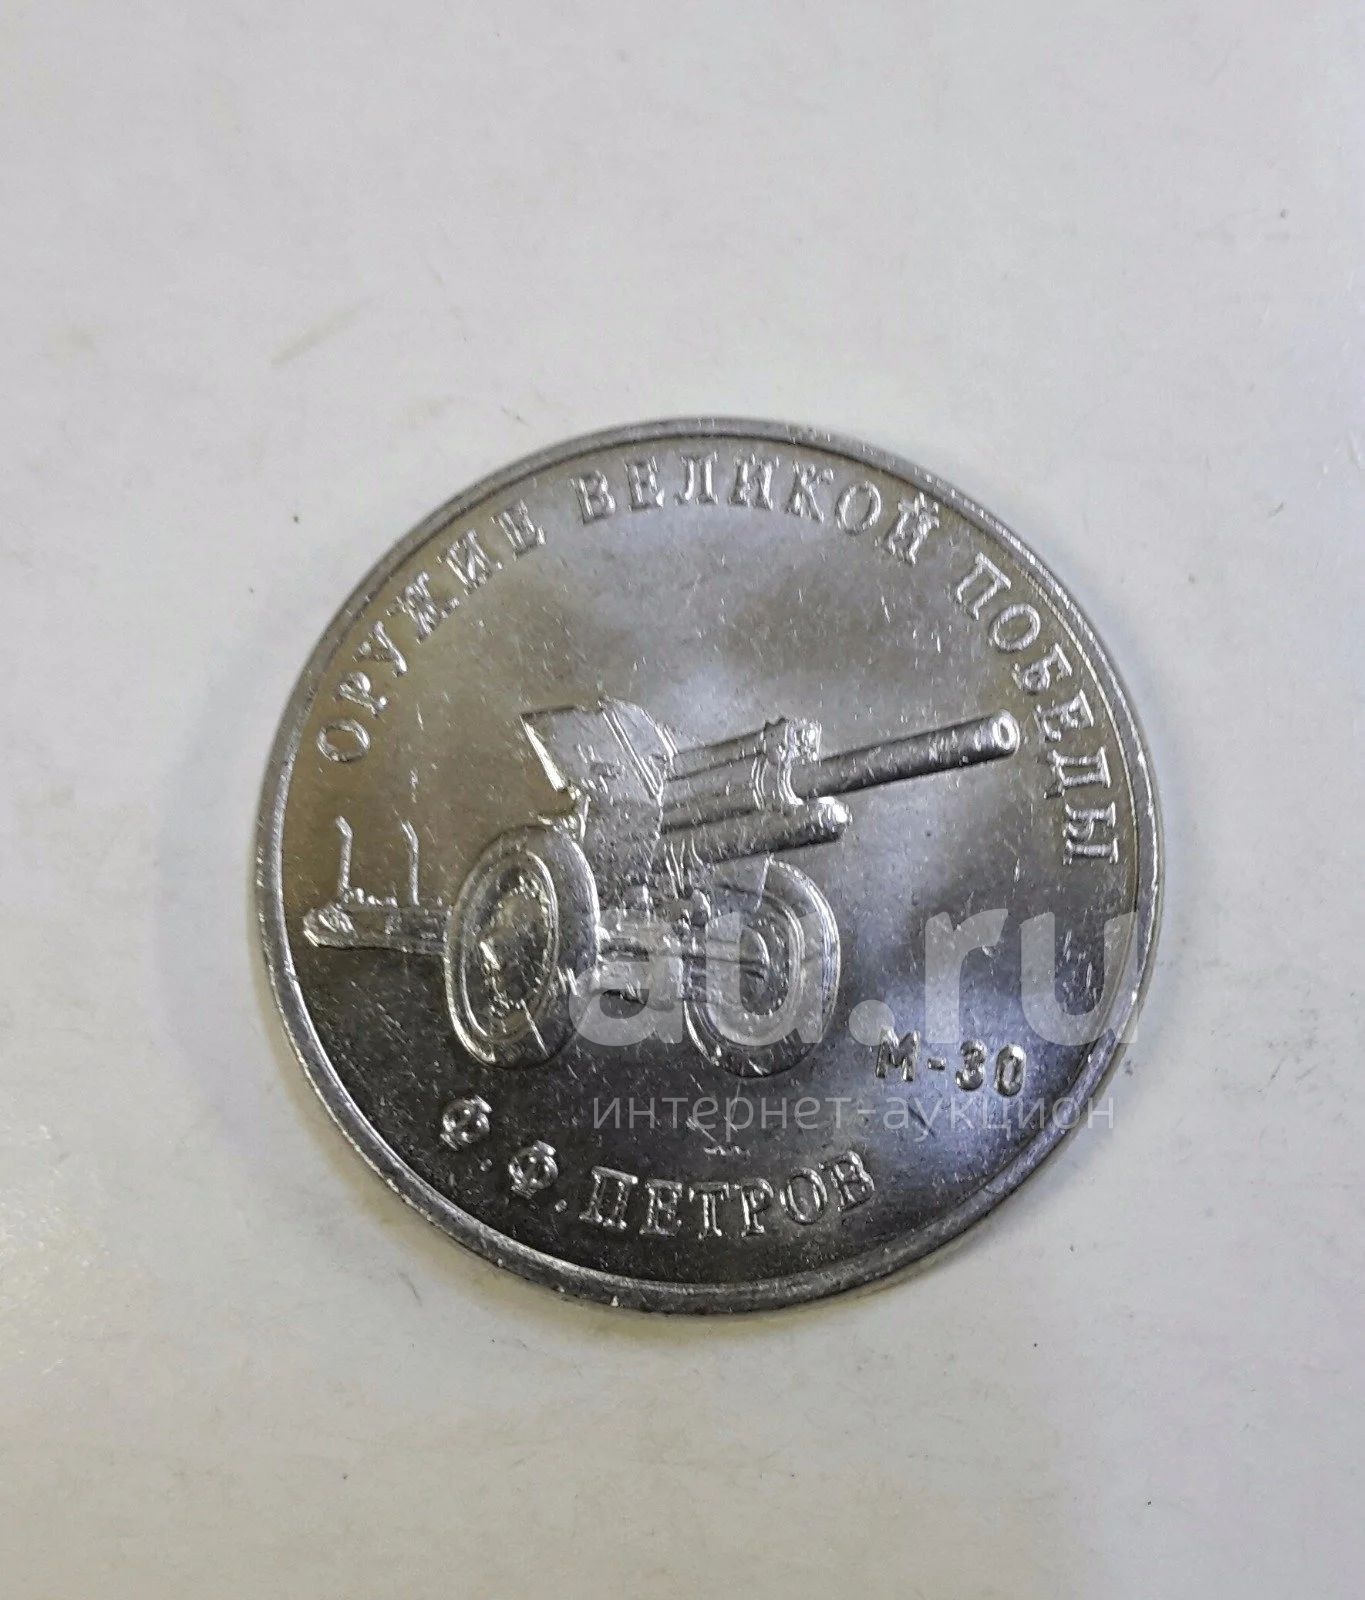 ОРУЖИЕ ВЕЛИКОЙ ПОБЕДЫ
au.ru
М-30
интернет-аукцион
Ф.Ф.ПЕТРОВ